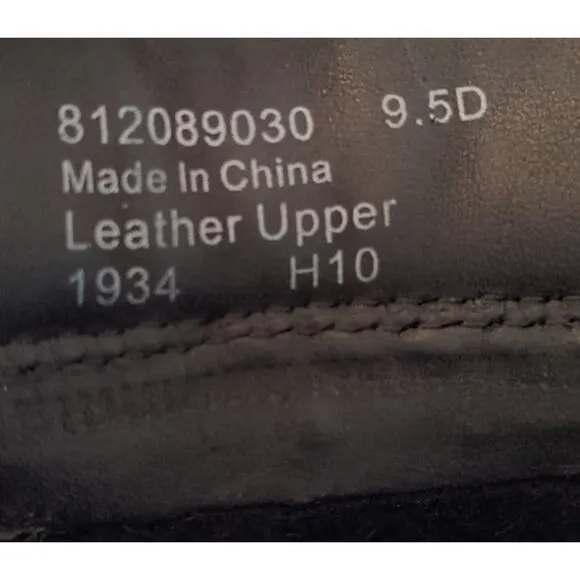 812089030 9.5D
Made In China
Leather Upper
1934 H10